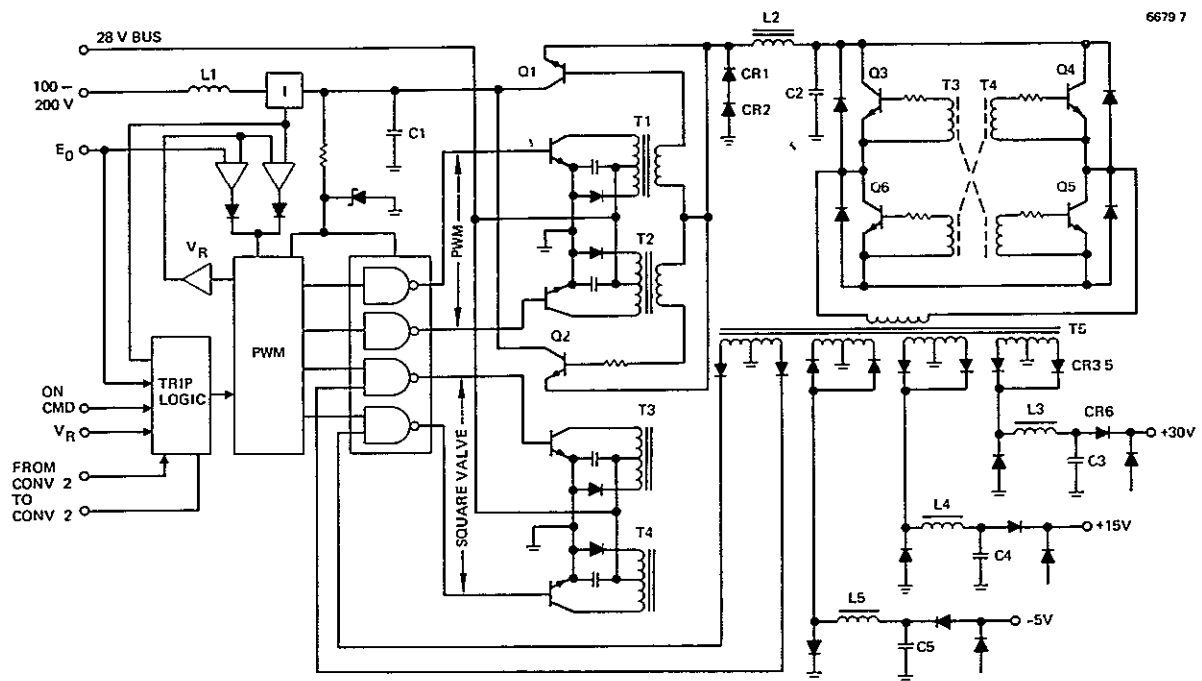 6679 7
28 V BUS
L2
Q1
CR1
CR2
C2
Q3
T3
T4
Q4
100 –
200 V
L1
I
C1
T1
E0
Q6
Q5
VR
PWM
T2
PWM
Q2
T5
CR3 5
TRIP
LOGIC
ON
CMD
VR
FROM
CONV 2
TO
CONV 2
SQUARE VALVE
T3
T4
L3
CR6
+30V
C3
L4
+15V
C4
L5
–5V
C5